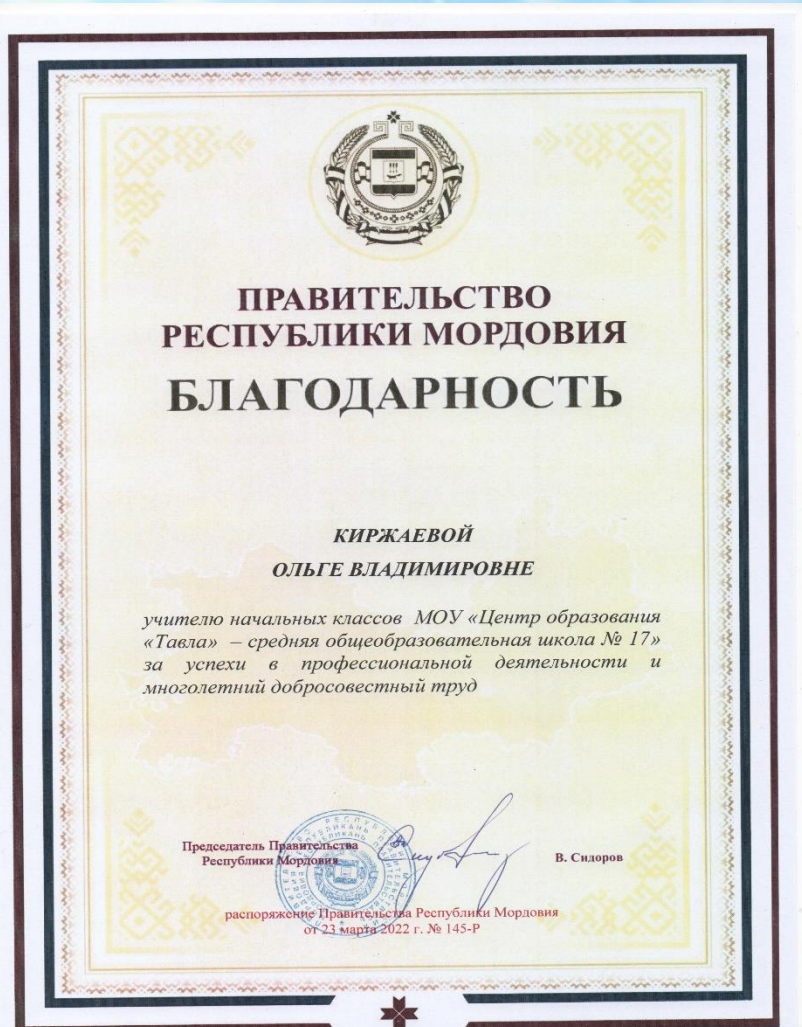 ПРАВИТЕЛЬСТВО
РЕСПУБЛИКИ МОРДОВИЯ
БЛАГОДАРНОСТЬ
КИРЖАЕВОЙ
ОЛЬГЕ ВЛАДИМИРОВНЕ
учителю начальных классов МОУ «Центр образования
«Тавла» – средняя общеобразовательная школа № 17»
за успехи в профессиональной деятельности и
многолетний добросовестный труд
Председатель Правительства
Республики Мордовия
В. Сидоров
распоряжение Правительства Республики Мордовия
от 23 марта 2022 г. № 145-Р